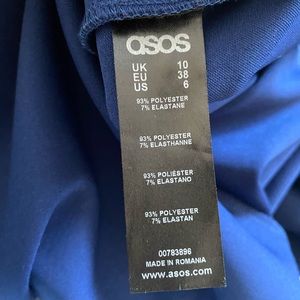 asos
UK 10
EU 38
US 6
93% POLYESTER
7% ELASTANE
93% POLYESTER
7% ELASTHANNE
93% POLIÉSTER
7% ELASTANO
93% POLYESTER
7% ELASTAN
00783896
MADE IN ROMANIA
www.asos.com